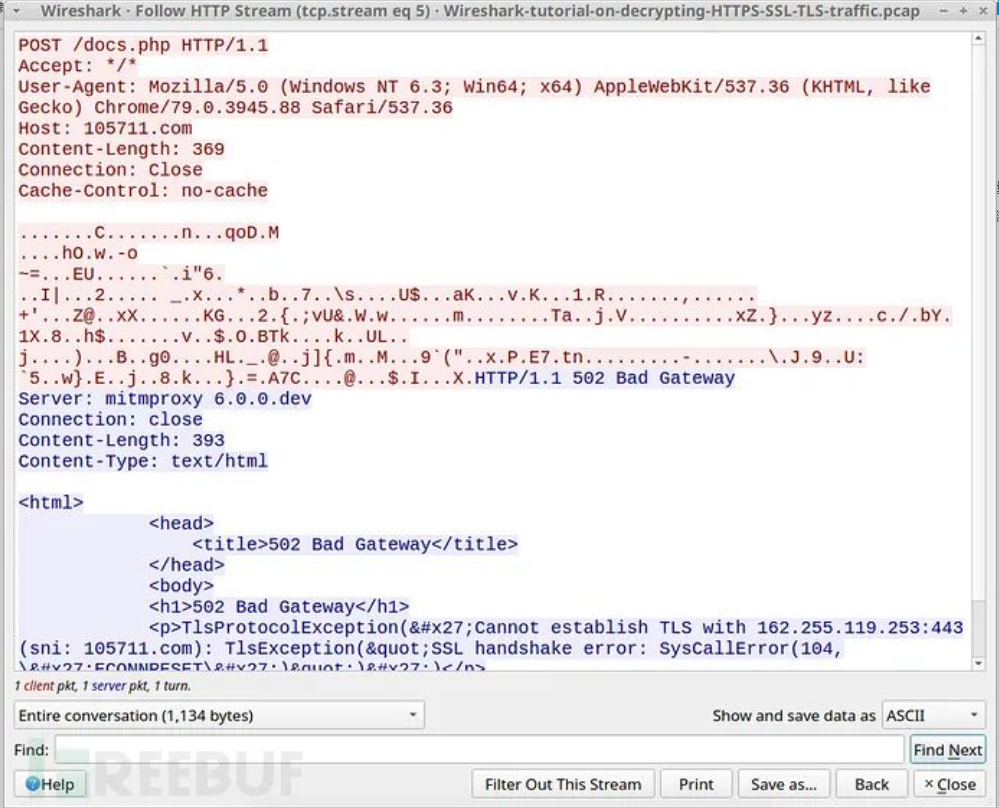 Wireshark · Follow HTTP Stream (tcp.stream eq 5) · Wireshark-tutorial-on-decrypting-HTTPS-SSL-TLS-traffic.pcap
POST /docs.php HTTP/1.1
Accept: */*
User-Agent: Mozilla/5.0 (Windows NT 6.3; Win64; x64) AppleWebKit/537.36 (KHTML, like
Gecko) Chrome/79.0.3945.88 Safari/537.36
Host: 105711.com
Content-Length: 369
Connection: Close
Cache-Control: no-cache
.......C.......n...qoD.M
....hO.w.-o
~=...EU......`.i"6.
..I|...2..... _.x...*..b..7..\s....U$...aK...v.K...1.R.......,......
+'...Z@..xX......KG...2.{.;vU&.W.w......m........Ta..j.V..........xZ.}...yz....c./.bY.
1X.8..h$.......v..$.O.BTk....k..UL..
j....)...B..g0....HL._.@..j]{.m..M...9`("..x.P.E7.tn.........-.......\.J.9..U:
`5..w}.E..j..8.k...}.=.A7C....@...$.I...X.HTTP/1.1 502 Bad Gateway
Server: mitmproxy 6.0.0.dev
Connection: close
Content-Length: 393
Content-Type: text/html
<html>
<head>
<title>502 Bad Gateway</title>
</head>
<body>
<h1>502 Bad Gateway</h1>
<p>TlsProtocolException(&#x27;Cannot establish TLS with 162.255.119.253:443
(sni: 105711.com): TlsException(&quot;SSL handshake error: SysCallError(104,
\&#x27;ECONNRESET\&#x27;)&quot;)&#x27;)</p>
1 client pkt, 1 server pkt, 1 turn.
Entire conversation (1,134 bytes)
Show and save data as ASCII
Find:
Find Next
Help
Filter Out This Stream
Print
Save as...
Back
× Close
FREEBUF